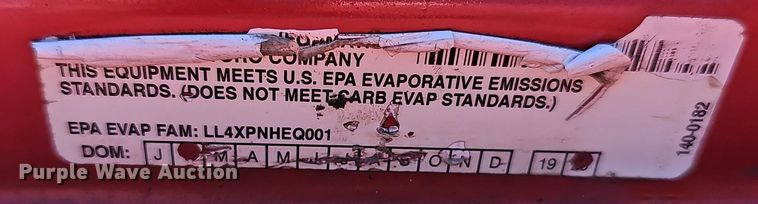 COMPANY
THIS EQUIPMENT MEETS U.S. EPA EVAPORATIVE EMISSIONS
STANDARDS. (DOES NOT MEET CARB EVAP STANDARDS.)
EPA EVAP FAM: LL4XPNHEQ001
DOM: J M A M J J A S O N D 19
140-0182
Purple Wave Auction